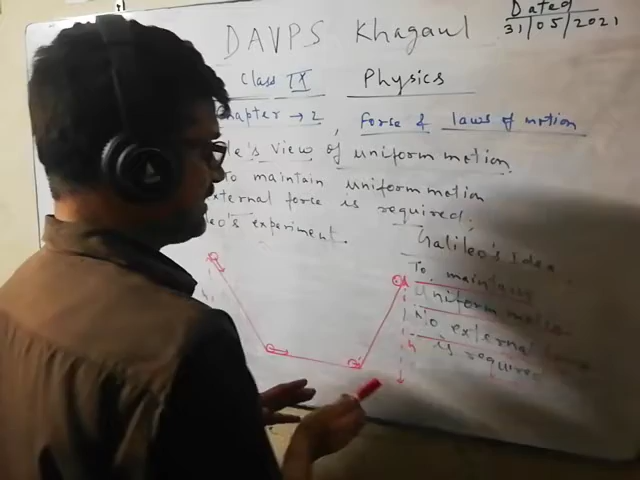 DAVPS Khagaul
Dated
31/05/2021
Class IX Physics
Chapter → 2, Force & laws of motion
le's view of uniform motion
To maintain uniform motion
external force is required.
leo's experiment.
Galileo's idea
To maintain
Uniform motion
No external
is required
h
h